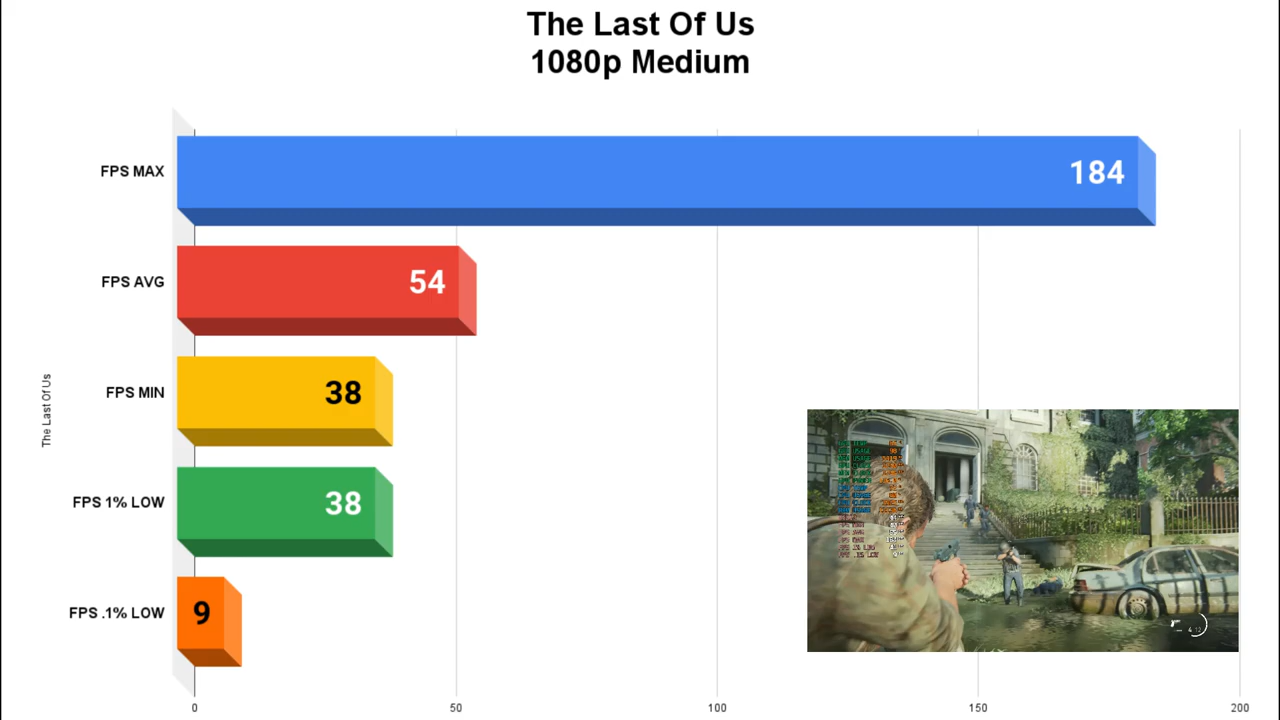 The Last Of Us
1080p Medium
FPS MAX
184
FPS AVG
54
FPS MIN
38
FPS 1% LOW
38
FPS .1% LOW
9
The Last Of Us
0
50
100
150
200